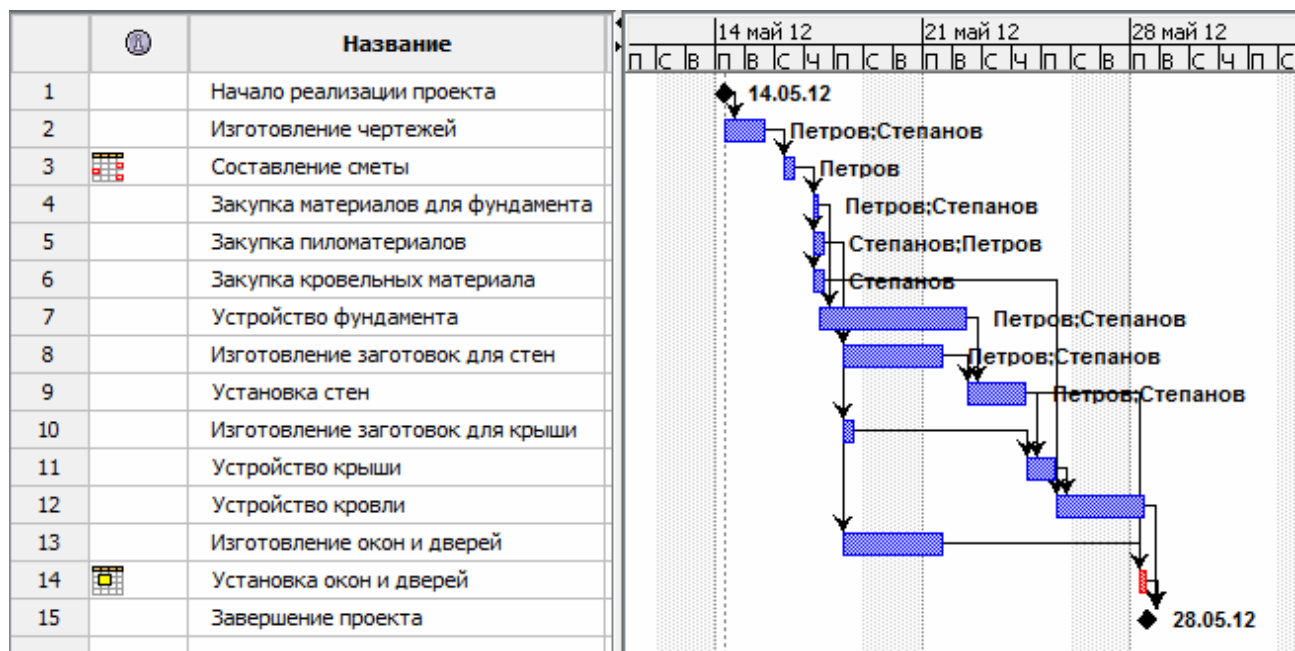 Название
14 май 12 21 май 12 28 май 12
П С В П В С Ч П С В П В С Ч П С В П В С Ч П С
1 Начало реализации проекта 14.05.12
2 Изготовление чертежей Петров;Степанов
3 Составление сметы Петров
4 Закупка материалов для фундамента Петров;Степанов
5 Закупка пиломатериалов Степанов;Петров
6 Закупка кровельных материала Степанов
7 Устройство фундамента Петров;Степанов
8 Изготовление заготовок для стен Петров;Степанов
9 Установка стен Петров;Степанов
10 Изготовление заготовок для крыши
11 Устройство крыши
12 Устройство кровли
13 Изготовление окон и дверей
14 Установка окон и дверей
15 Завершение проекта 28.05.12